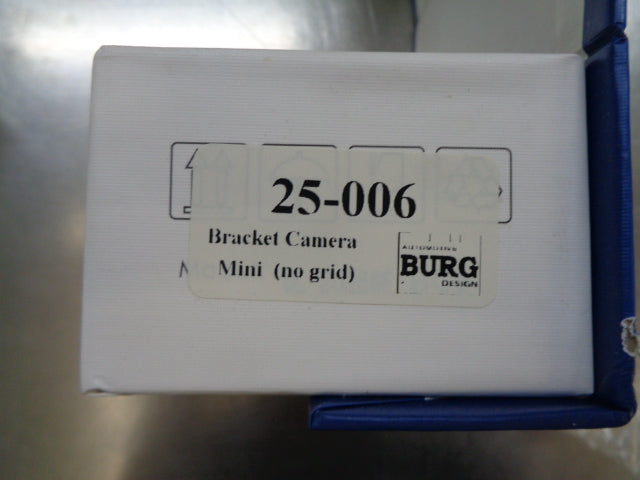 25-006
Bracket Camera
Mini (no grid)
AUTOMOTIVE
BURG
DESIGN